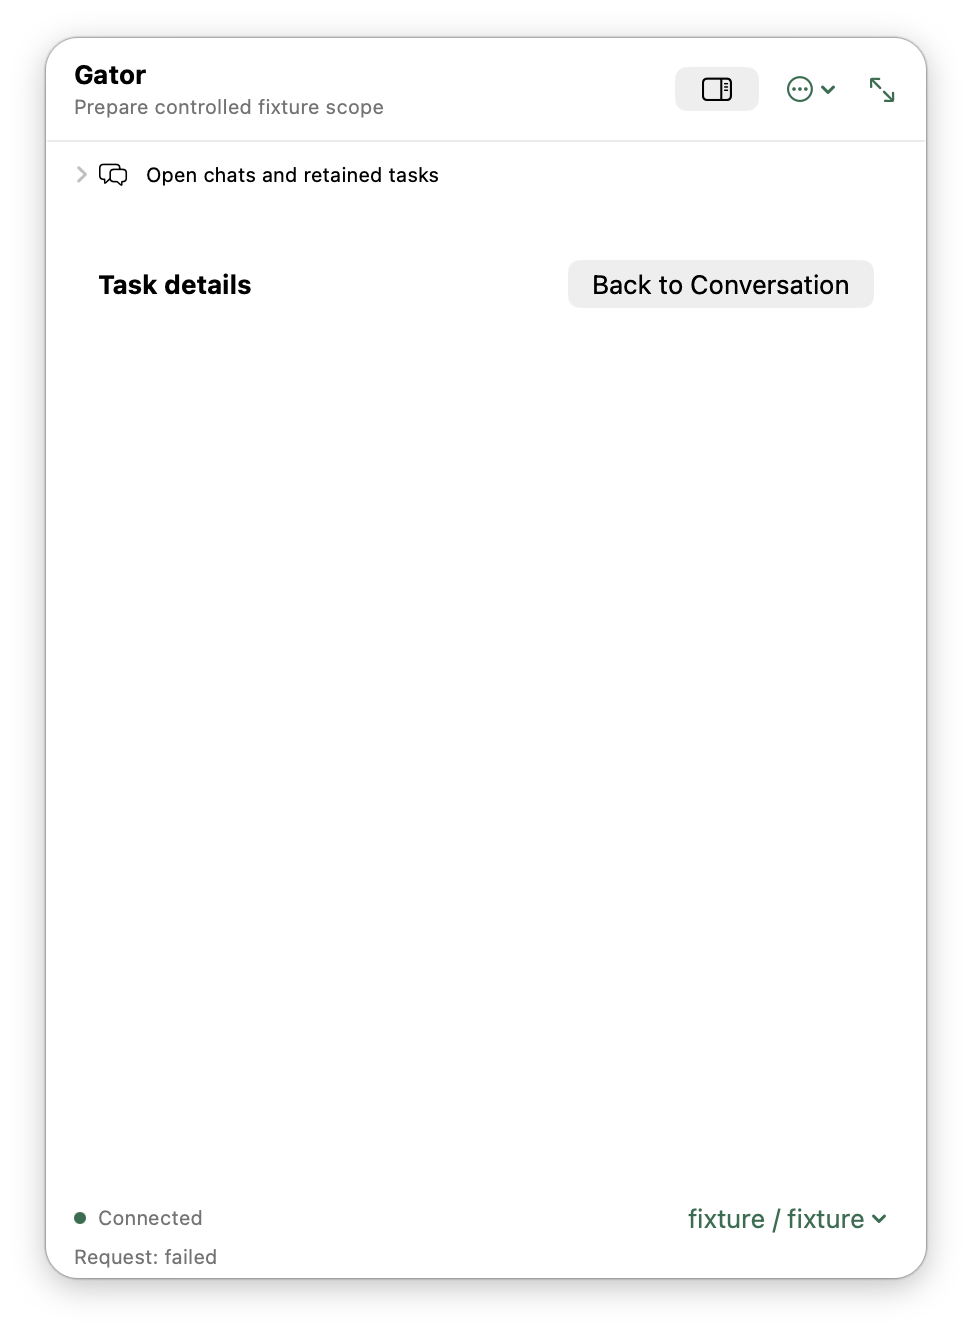 Gator
Prepare controlled fixture scope
Open chats and retained tasks
Task details
Back to Conversation
Connected
fixture / fixture
Request: failed